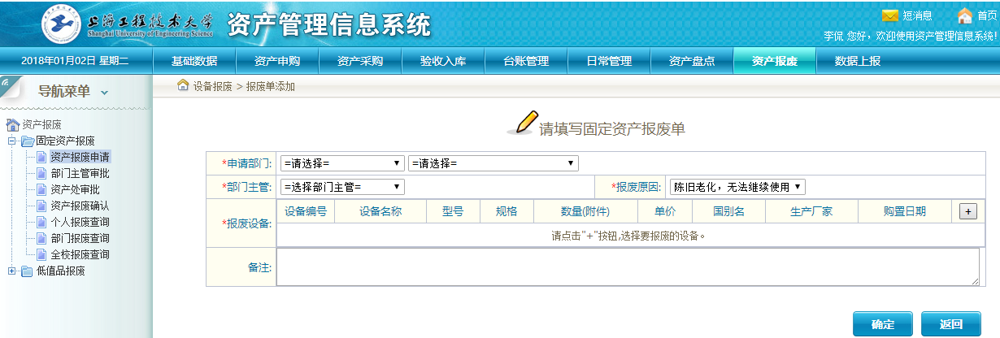 上海工程技术大学
Shanghai University of Engineering Science
资产管理信息系统
短消息 首页
李侃 您好，欢迎使用资产管理信息系统!
2018年01月02日 星期二 基础数据 资产申购 资产采购 验收入库 台账管理 日常管理 资产盘点 资产报废 数据上报
导航菜单
设备报废 > 报废单添加
资产报废
固定资产报废
资产报废申请
部门主管审批
资产处审批
资产报废确认
个人报废查询
部门报废查询
全校报废查询
低值品报废
请填写固定资产报废单
*申请部门: =请选择= =请选择=
*部门主管: =选择部门主管= *报废原因: 陈旧老化，无法继续使用
*报废设备: 设备编号 设备名称 型号 规格 数量(附件) 单价 国别名 生产厂家 购置日期 +
请点击"+"按钮,选择要报废的设备。
备注:
确定 返回